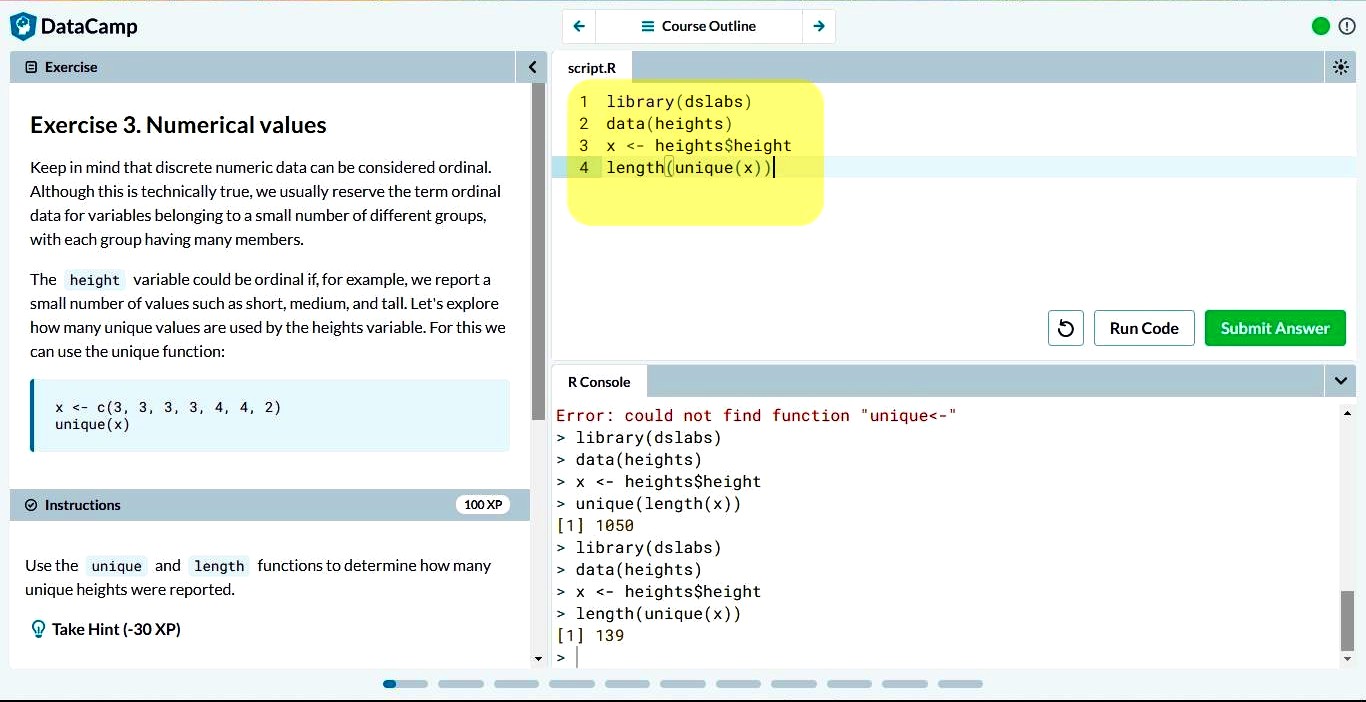 DataCamp
Course Outline
Exercise
script.R
Exercise 3. Numerical values
Keep in mind that discrete numeric data can be considered ordinal.
Although this is technically true, we usually reserve the term ordinal
data for variables belonging to a small number of different groups,
with each group having many members.
The height variable could be ordinal if, for example, we report a
small number of values such as short, medium, and tall. Let's explore
how many unique values are used by the heights variable. For this we
can use the unique function:
x <- c(3, 3, 3, 3, 4, 4, 2)
unique(x)
Instructions
100 XP
Use the unique and length functions to determine how many
unique heights were reported.
Take Hint (-30 XP)
1 library(dslabs)
2 data(heights)
3 x <- heights$height
4 length(unique(x))
Run Code
Submit Answer
R Console
Error: could not find function "unique<-"
> library(dslabs)
> data(heights)
> x <- heights$height
> unique(length(x))
[1] 1050
> library(dslabs)
> data(heights)
> x <- heights$height
> length(unique(x))
[1] 139
>